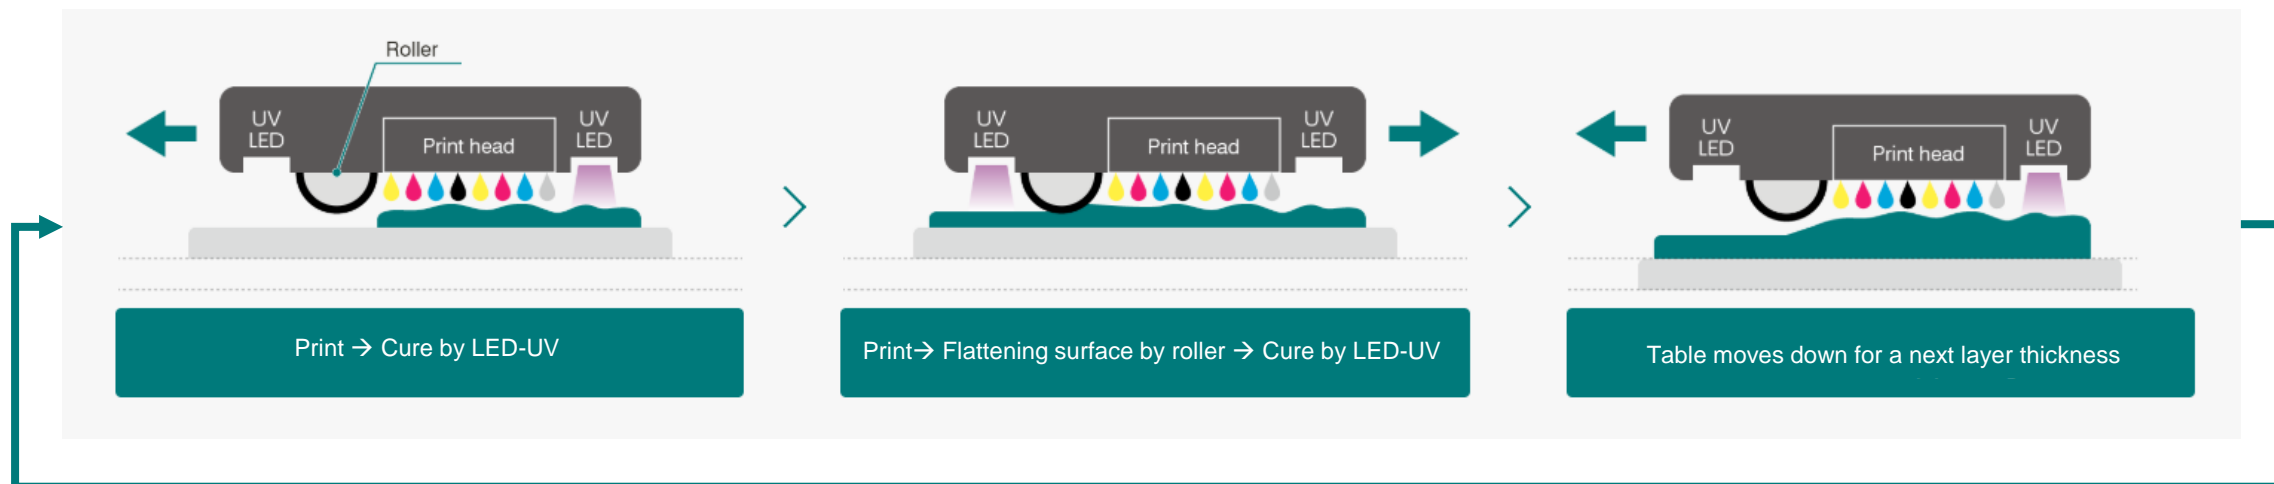 Roller
UV
LED
Print head
UV
LED
Print → Cure by LED-UV
UV
LED
Print head
UV
LED
Print→ Flattening surface by roller → Cure by LED-UV
UV
LED
Print head
UV
LED
Table moves down for a next layer thickness